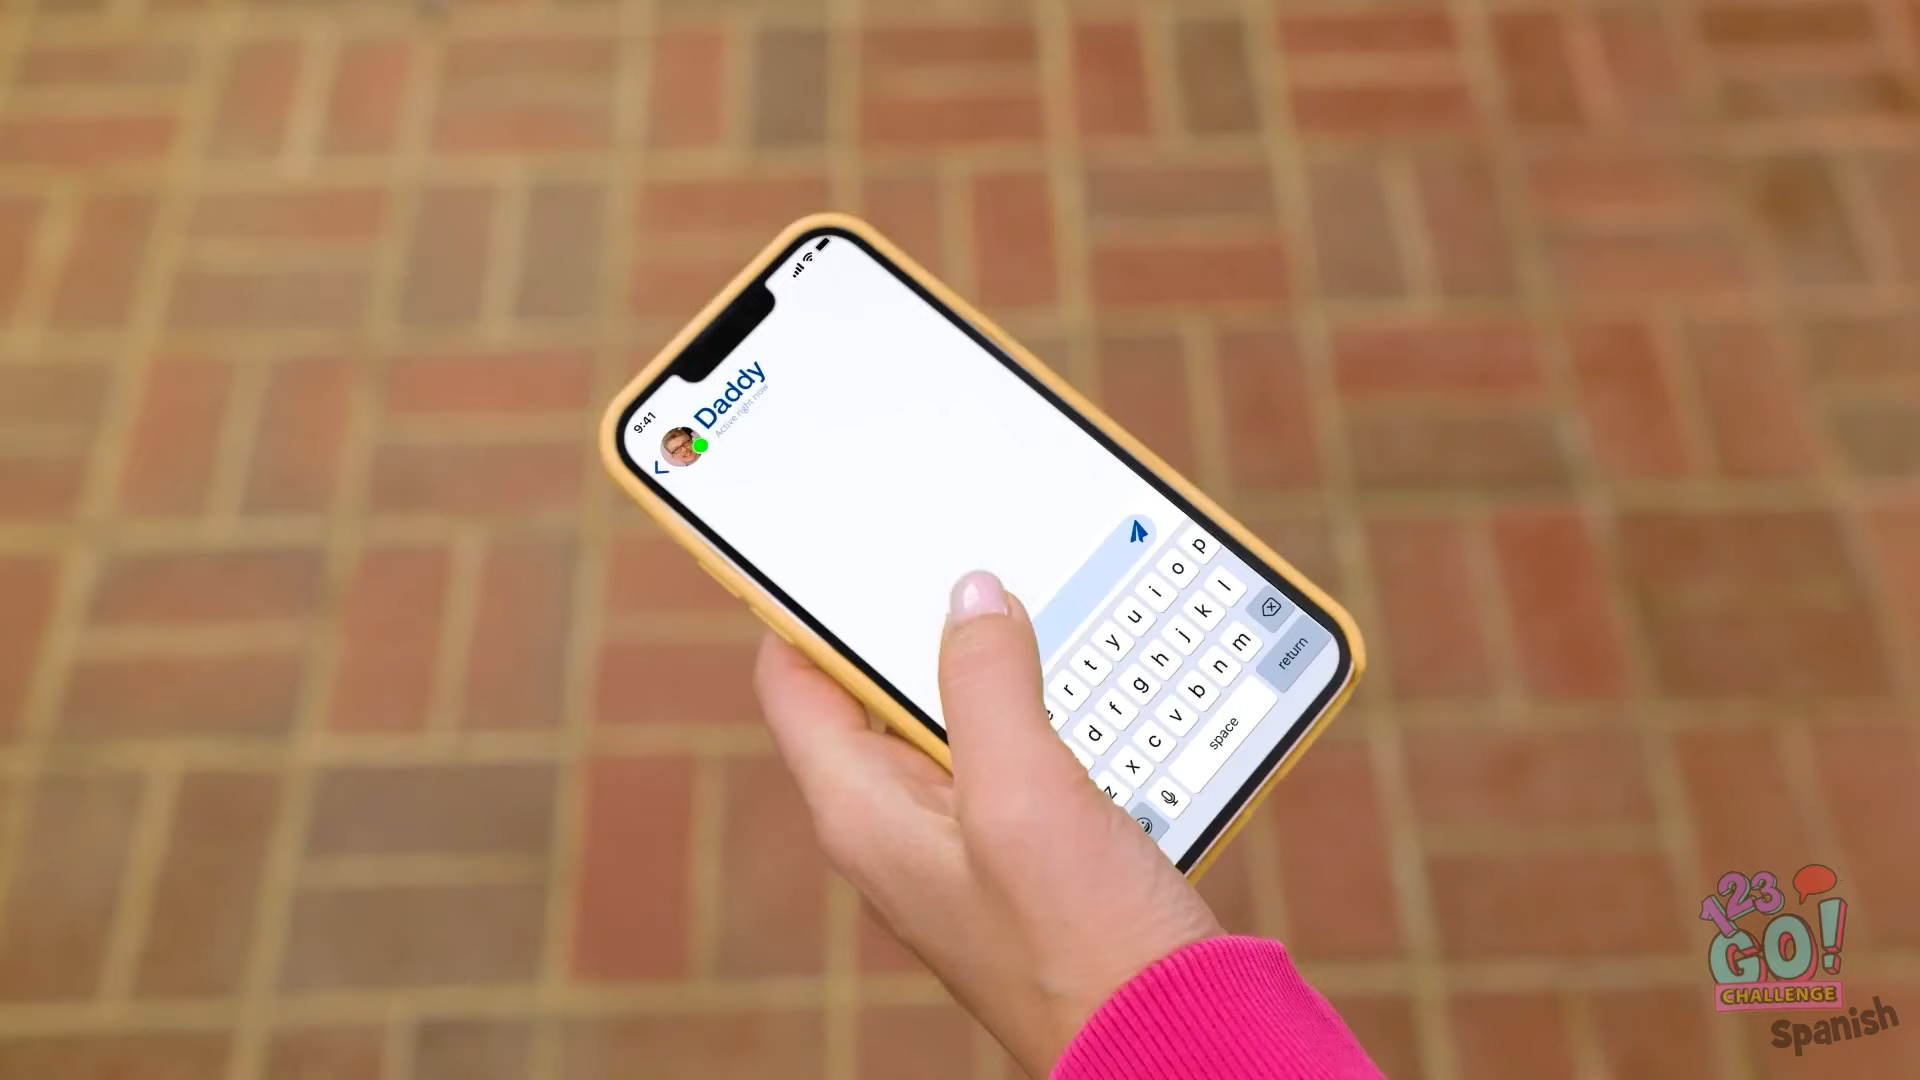 9:41
Daddy
Active right now
r t y u i o p
d f g h j k l
z x c v b n m
space return
123
GO!
CHALLENGE
Spanish